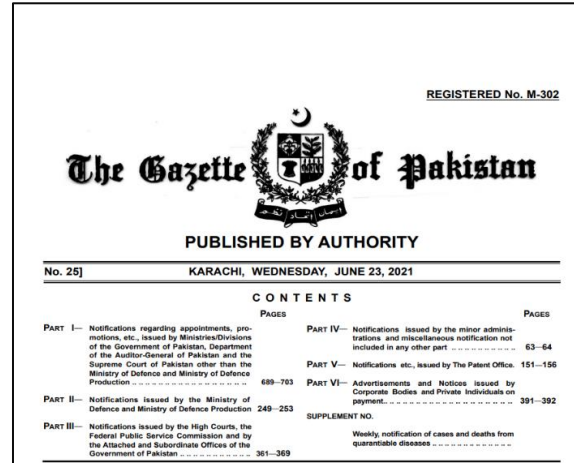 REGISTERED No. M-302
The Gazette of Pakistan
ایمان اتحاد نظم
PUBLISHED BY AUTHORITY
No. 25] KARACHI, WEDNESDAY, JUNE 23, 2021
CONTENTS
PAGES
PART I— Notifications regarding appointments, pro-
motions, etc., issued by Ministries/Divisions
of the Government of Pakistan, Department
of the Auditor-General of Pakistan and the
Supreme Court of Pakistan other than the
Ministry of Defence and Ministry of Defence
Production .. .. .. .. .. .. .. .. .. .. 689—703
PART II— Notifications issued by the Ministry of
Defence and Ministry of Defence Production 249—253
PART III— Notifications issued by the High Courts, the
Federal Public Service Commission and by
the Attached and Subordinate Offices of the
Government of Pakistan .. .. .. .. .. .. 361—369
PAGES
PART IV— Notifications issued by the minor adminis-
trations and miscellaneous notification not
included in any other part .. .. .. .. .. 63—64
PART V— Notifications etc., issued by The Patent Office. 151—156
PART VI— Advertisements and Notices issued by
Corporate Bodies and Private Individuals on
payment.. .. .. .. .. .. .. .. .. .. .. 391—392
SUPPLEMENT NO.
Weekly, notification of cases and deaths from
quarantiable diseases .. .. .. .. .. .. ..